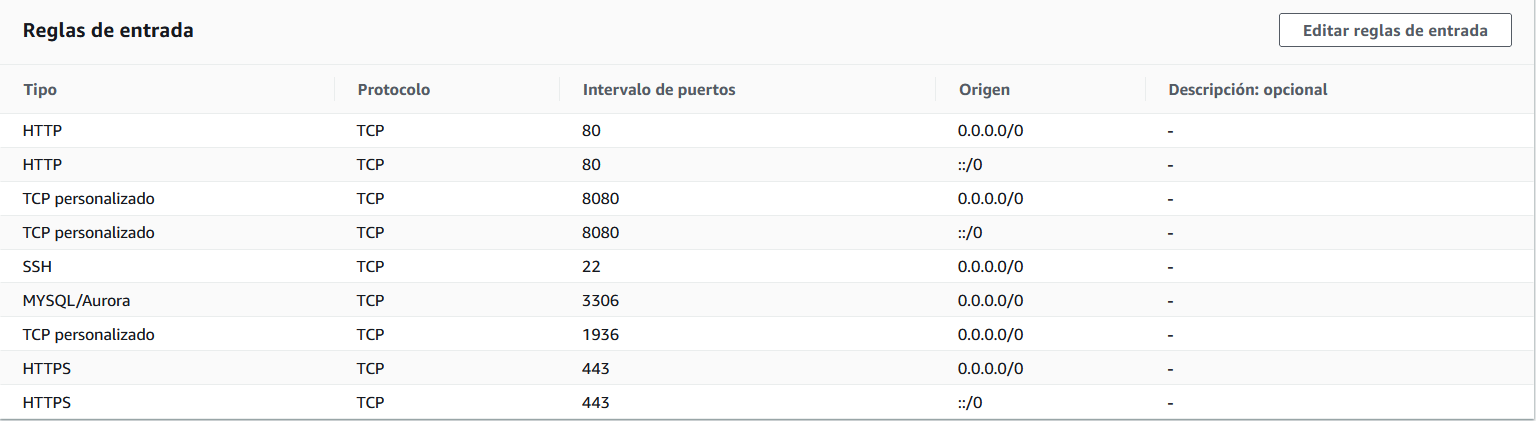 Reglas de entrada Editar reglas de entrada
Tipo Protocolo Intervalo de puertos Origen Descripción: opcional
HTTP TCP 80 0.0.0.0/0 -
HTTP TCP 80 ::/0 -
TCP personalizado TCP 8080 0.0.0.0/0 -
TCP personalizado TCP 8080 ::/0 -
SSH TCP 22 0.0.0.0/0 -
MYSQL/Aurora TCP 3306 0.0.0.0/0 -
TCP personalizado TCP 1936 0.0.0.0/0 -
HTTPS TCP 443 0.0.0.0/0 -
HTTPS TCP 443 ::/0 -